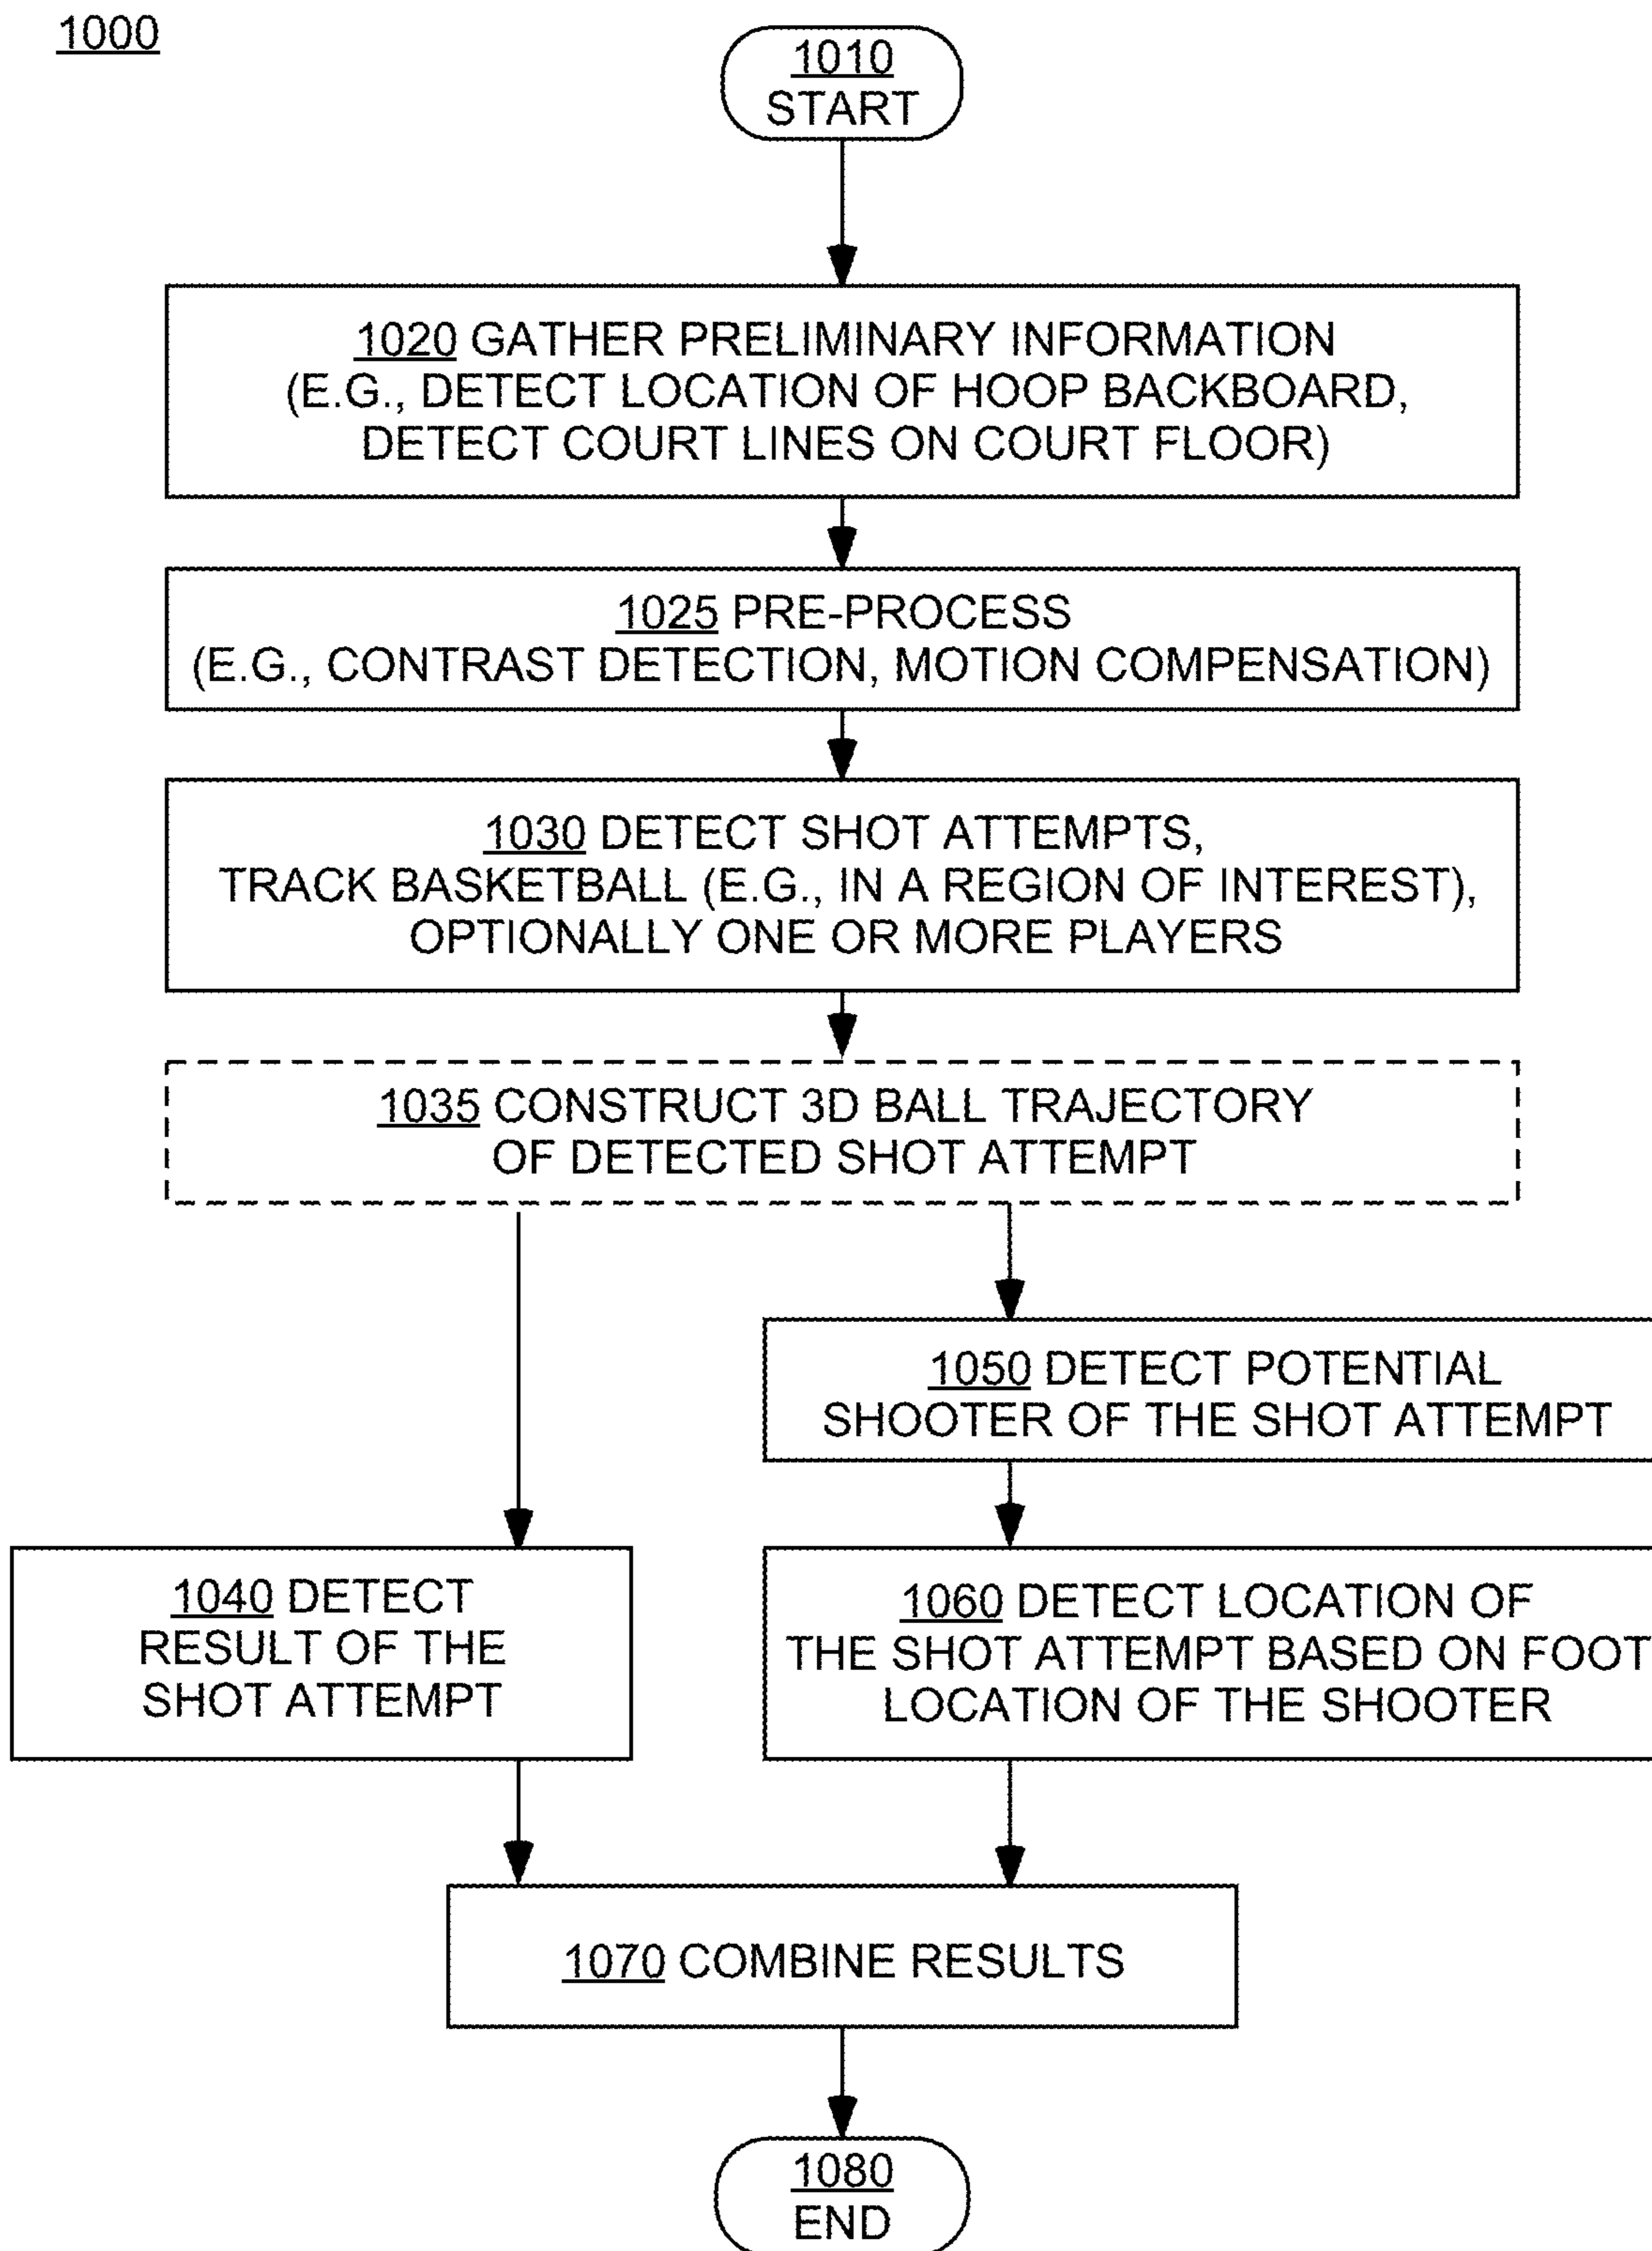 1000
1010
START
1020 GATHER PRELIMINARY INFORMATION
(E.G., DETECT LOCATION OF HOOP BACKBOARD,
DETECT COURT LINES ON COURT FLOOR)
1025 PRE-PROCESS
(E.G., CONTRAST DETECTION, MOTION COMPENSATION)
1030 DETECT SHOT ATTEMPTS,
TRACK BASKETBALL (E.G., IN A REGION OF INTEREST),
OPTIONALLY ONE OR MORE PLAYERS
1035 CONSTRUCT 3D BALL TRAJECTORY
OF DETECTED SHOT ATTEMPT
1050 DETECT POTENTIAL
SHOOTER OF THE SHOT ATTEMPT
1040 DETECT
RESULT OF THE
SHOT ATTEMPT
1060 DETECT LOCATION OF
THE SHOT ATTEMPT BASED ON FOOT
LOCATION OF THE SHOOTER
1070 COMBINE RESULTS
1080
END